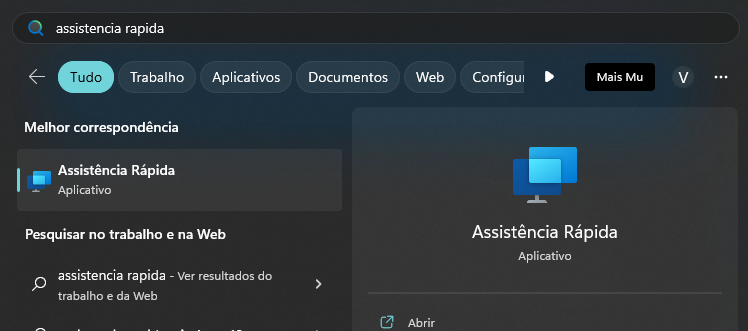 assistencia rapida
Tudo
Trabalho
Aplicativos
Documentos
Web
Configur
Mais Mu
V
Melhor correspondência
Assistência Rápida
Aplicativo
Pesquisar no trabalho e na Web
assistencia rapida - Ver resultados do
trabalho e da Web
Assistência Rápida
Aplicativo
Abrir